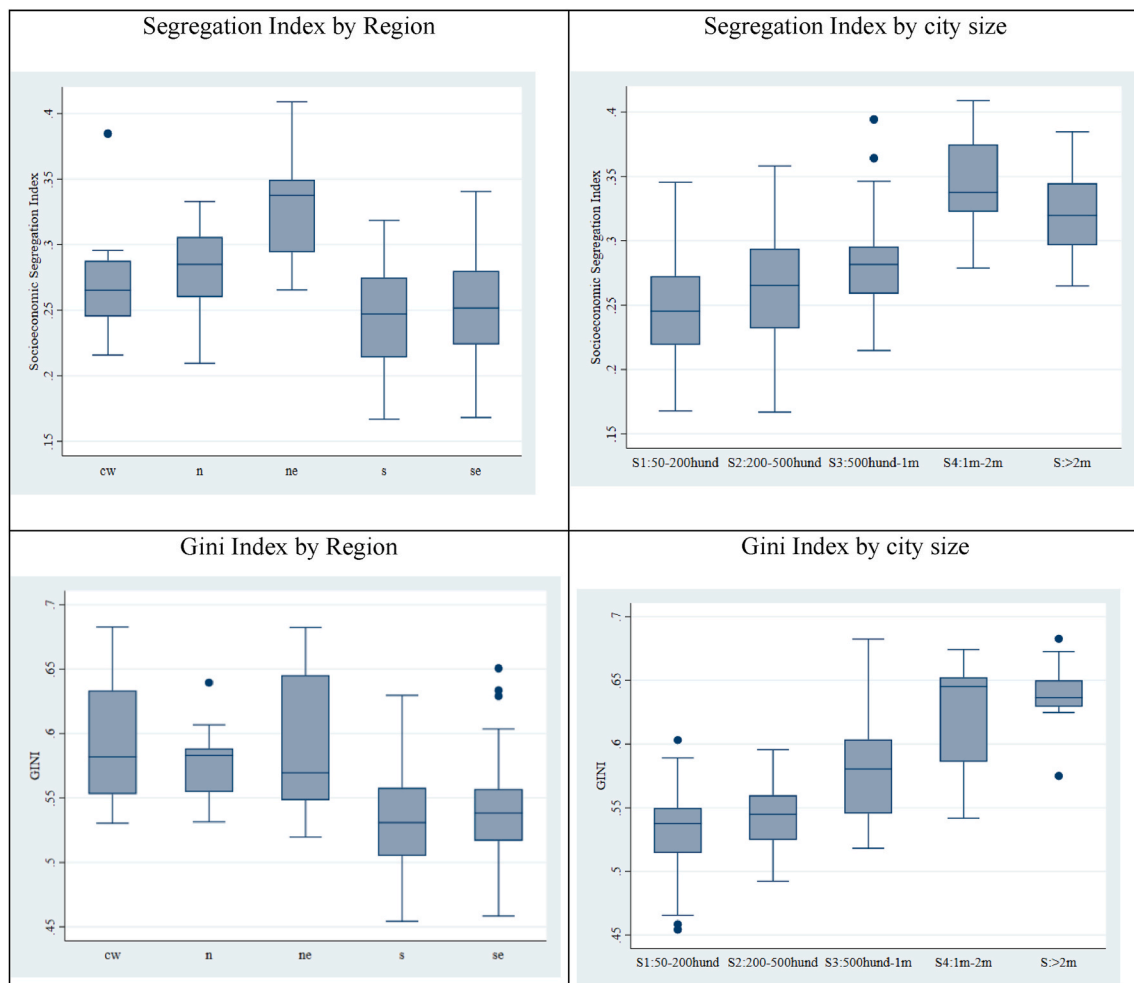 Segregation Index by Region
Socioeconomic Segregation Index
.4
.35
.3
.25
.2
.15
cw n ne s se
Segregation Index by city size
Socioeconomic Segregation Index
.4
.35
.3
.25
.2
.15
S1:50-200hund S2:200-500hund S3:500hund-1m S4:1m-2m S:>2m
Gini Index by Region
GINI
.7
.65
.6
.55
.5
.45
cw n ne s se
Gini Index by city size
GINI
.7
.65
.6
.55
.5
.45
S1:50-200hund S2:200-500hund S3:500hund-1m S4:1m-2m S:>2m